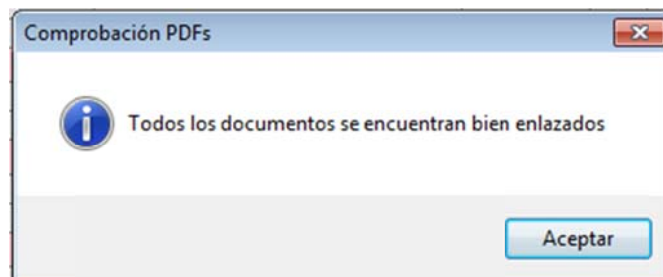 Comprobación PDFs
Todos los documentos se encuentran bien enlazados
Aceptar